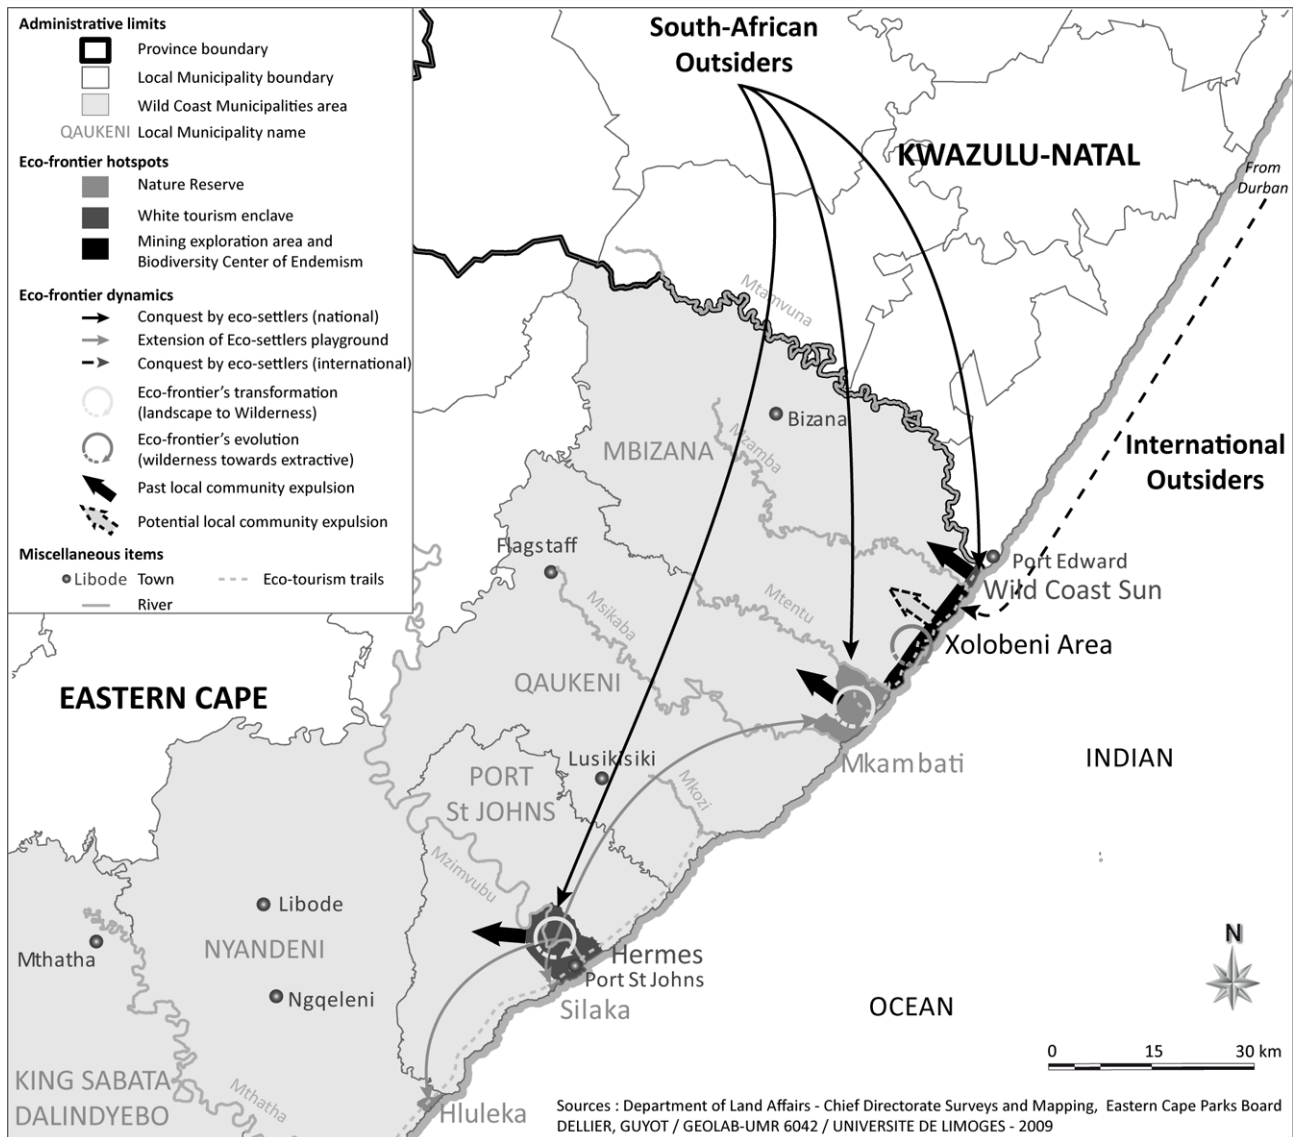 Administrative limits
Province boundary
Local Municipality boundary
Wild Coast Municipalities area
QAUKENI Local Municipality name
Eco-frontier hotspots
Nature Reserve
White tourism enclave
Mining exploration area and
Biodiversity Center of Endemism
Eco-frontier dynamics
Conquest by eco-settlers (national)
Extension of Eco-settlers playground
Conquest by eco-settlers (international)
Eco-frontier's transformation
(landscape to Wilderness)
Eco-frontier's evolution
(wilderness towards extractive)
Past local community expulsion
Potential local community expulsion
Miscellaneous items
Libode Town Eco-tourism trails
River
South-African
Outsiders
KWAZULU-NATAL
From
Durban
Mtamvuna
Bizana
MBIZANA
Mzamba
International
Outsiders
Flagstaff
Port Edward
Wild Coast Sun
Msikaba
Mtentu
Xolobeni Area
EASTERN CAPE
QAUKENI
Lusikisiki
Mkambati
INDIAN
PORT
St JOHNS
Mkozi
Mzimvubu
Libode
NYANDENI
Mthatha
Hermes
Port St Johns
Ngqeleni
Silaka
OCEAN
N
0 15 30 km
KING SABATA
DALINDYEBO
Mthatha
Hluleka
Sources : Department of Land Affairs - Chief Directorate Surveys and Mapping, Eastern Cape Parks Board
DELLIER, GUYOT / GEOLAB-UMR 6042 / UNIVERSITE DE LIMOGES - 2009